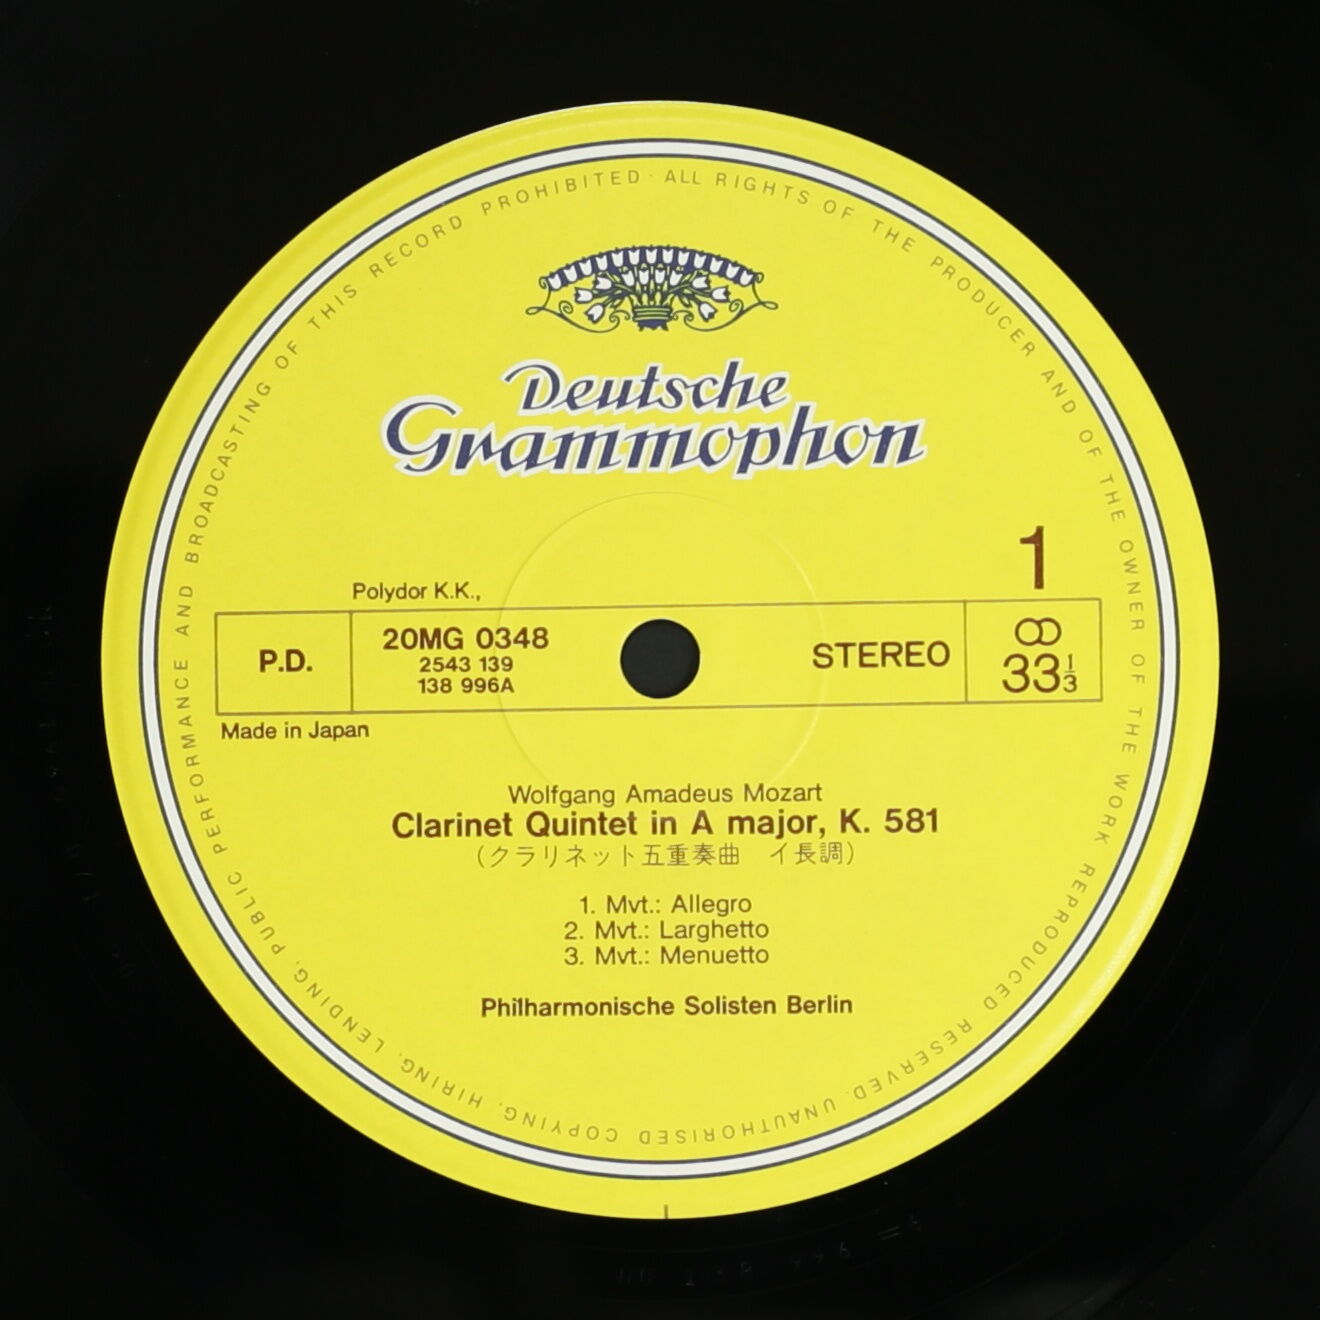 UNAUTHORISED COPYING, HIRING, LENDING, PUBLIC PERFORMANCE AND BROADCASTING OF THIS RECORD PROHIBITED · ALL RIGHTS OF THE PRODUCER AND OF THE OWNER OF THE WORK REPRODUCED RESERVED.
Deutsche
Grammophon
1
Polydor K.K.,
P.D.
20MG 0348
2543 139
138 996A
STEREO
33 1/3
Made in Japan
Wolfgang Amadeus Mozart
Clarinet Quintet in A major, K. 581
(クラリネット五重奏曲 イ長調)
1. Mvt.: Allegro
2. Mvt.: Larghetto
3. Mvt.: Menuetto
Philharmonische Solisten Berlin